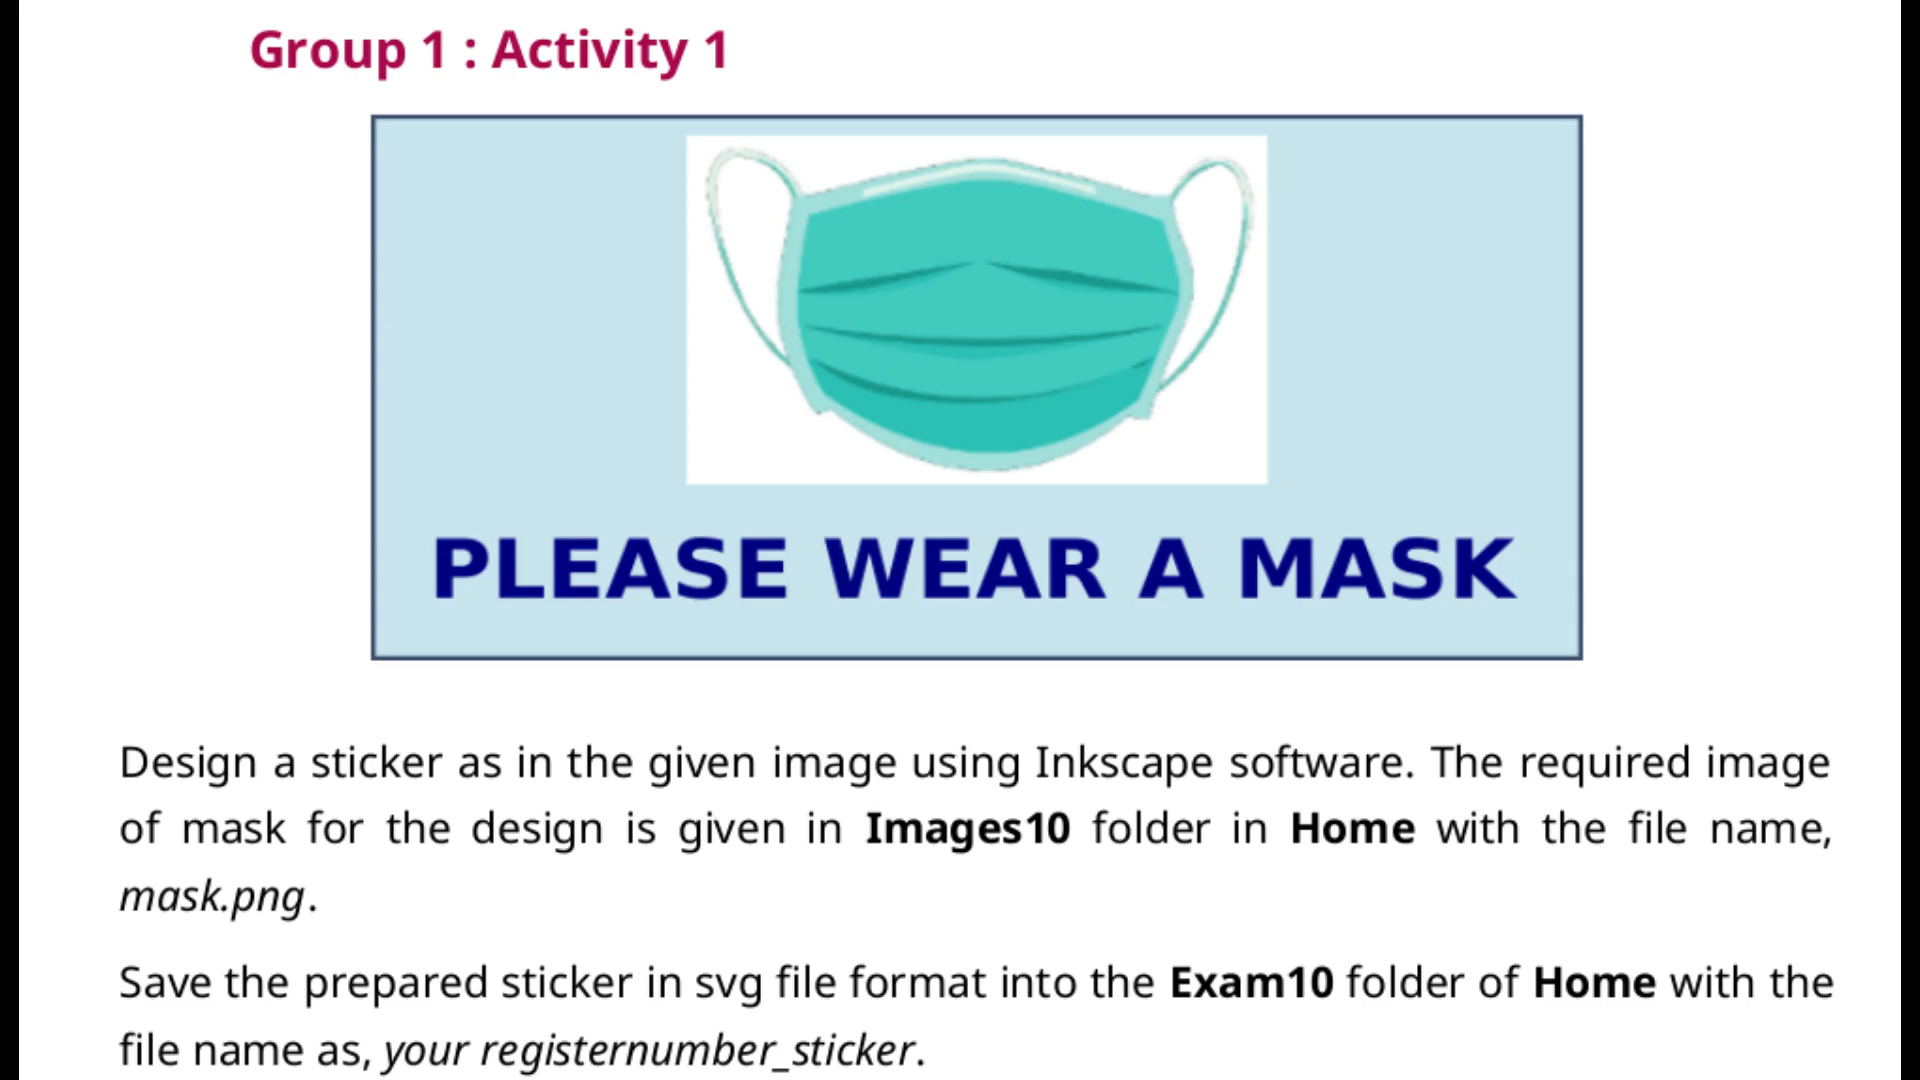 Group 1 : Activity 1
PLEASE WEAR A MASK
Design a sticker as in the given image using Inkscape software. The required image
of mask for the design is given in Images10 folder in Home with the file name,
mask.png.
Save the prepared sticker in svg file format into the Exam10 folder of Home with the
file name as, your registernumber_sticker.